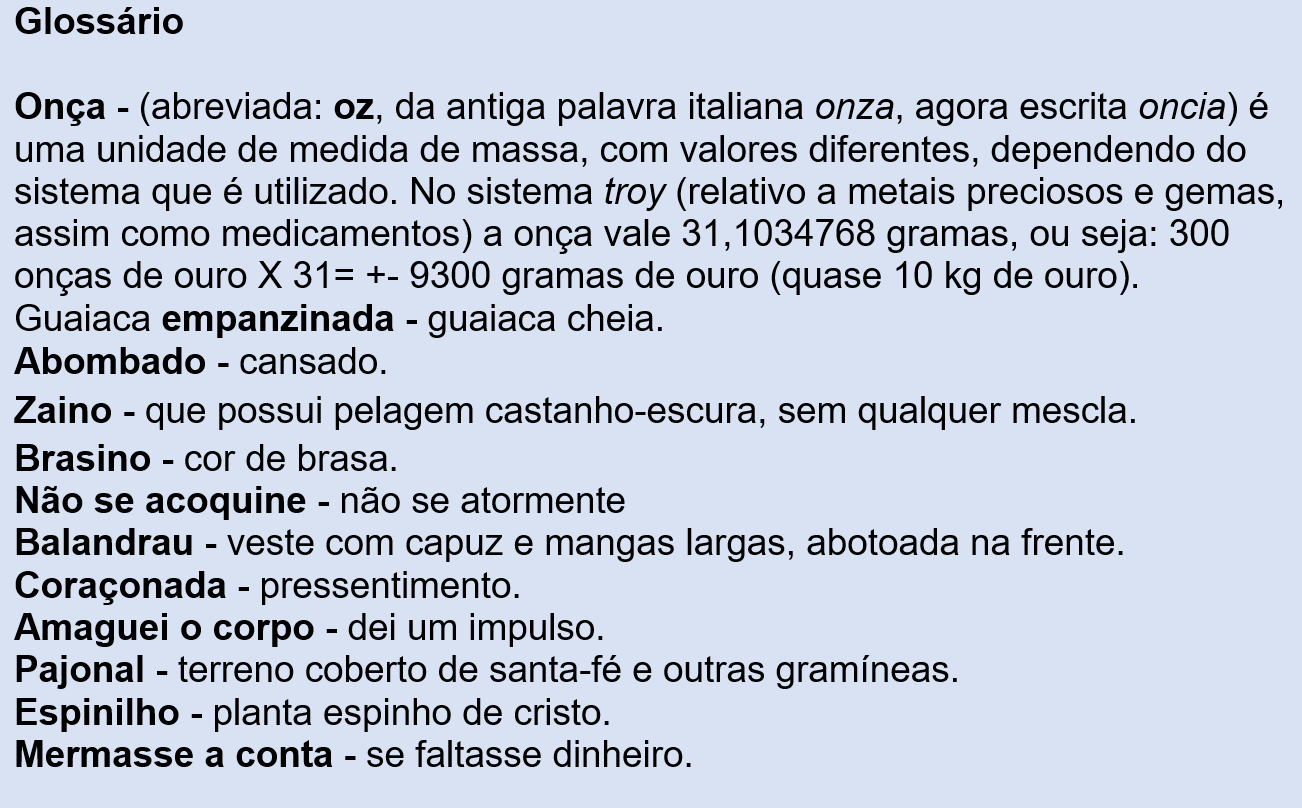 Glossário
Onça - (abreviada: oz, da antiga palavra italiana onza, agora escrita oncia) é
uma unidade de medida de massa, com valores diferentes, dependendo do
sistema que é utilizado. No sistema troy (relativo a metais preciosos e gemas,
assim como medicamentos) a onça vale 31,1034768 gramas, ou seja: 300
onças de ouro X 31= +- 9300 gramas de ouro (quase 10 kg de ouro).
Guaiaca empanzinada - guaiaca cheia.
Abombado - cansado.
Zaino - que possui pelagem castanho-escura, sem qualquer mescla.
Brasino - cor de brasa.
Não se acoquine - não se atormente
Balandrau - veste com capuz e mangas largas, abotoada na frente.
Coraçonada - pressentimento.
Amaguei o corpo - dei um impulso.
Pajonal - terreno coberto de santa-fé e outras gramíneas.
Espinilho - planta espinho de cristo.
Mermasse a conta - se faltasse dinheiro.